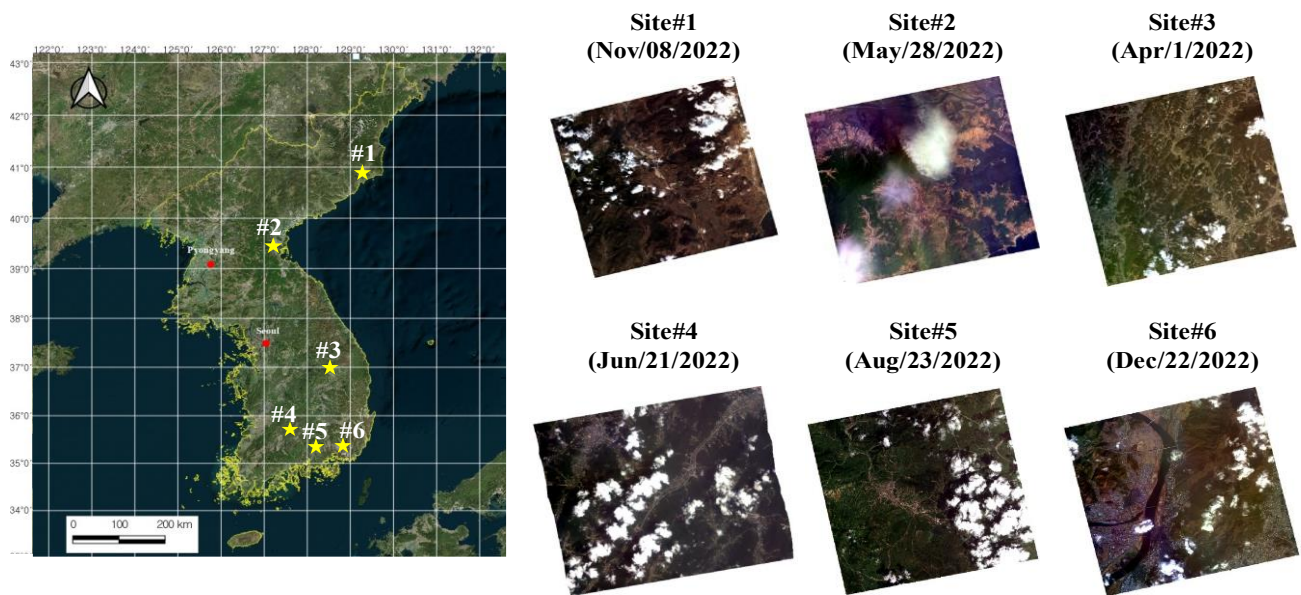 122°0' 123°0' 124°0' 125°0' 126°0' 127°0' 128°0' 129°0' 130°0' 131°0' 132°0'
43°0'
42°0'
41°0'
40°0'
39°0'
38°0'
37°0'
36°0'
35°0'
34°0'
#1
#2
Pyongyang
Seoul
#3
#4
#5
#6
0 100 200 km
Site#1
(Nov/08/2022)
Site#2
(May/28/2022)
Site#3
(Apr/1/2022)
Site#4
(Jun/21/2022)
Site#5
(Aug/23/2022)
Site#6
(Dec/22/2022)